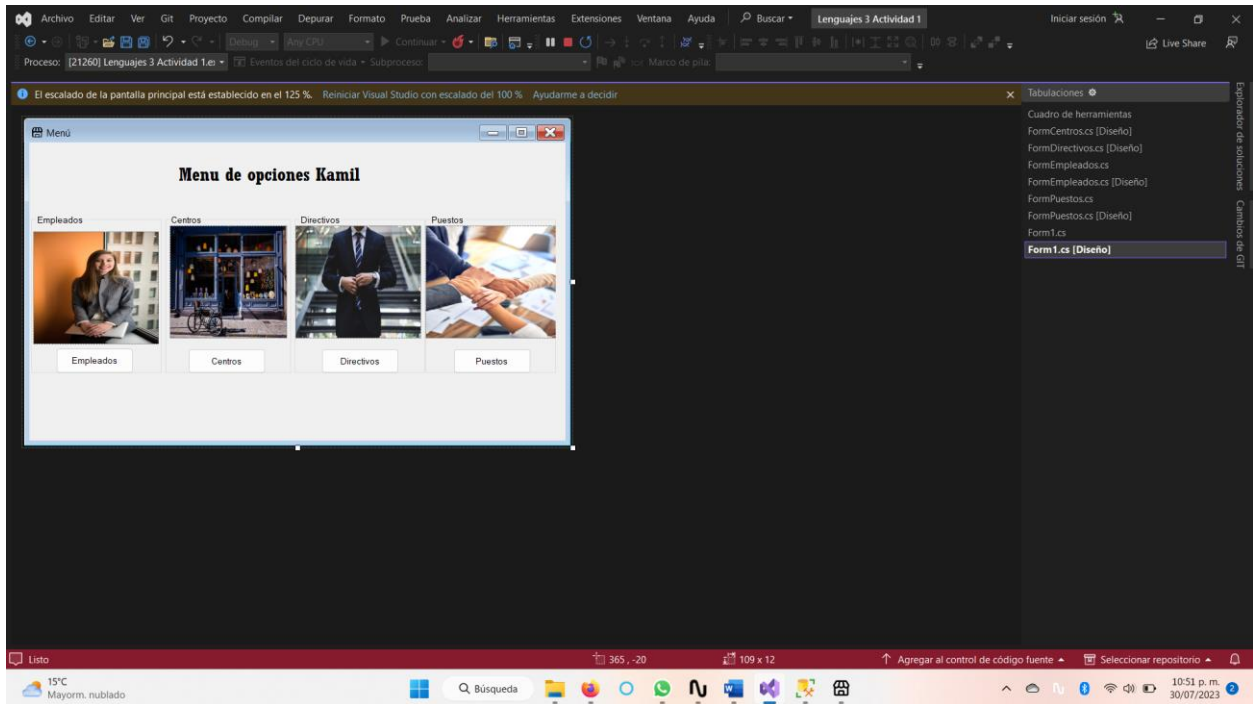 Archivo Editar Ver Git Proyecto Compilar Depurar Formato Prueba Analizar Herramientas Extensiones Ventana Ayuda Buscar Lenguajes 3 Actividad 1 Iniciar sesión
Debug Any CPU Continuar Live Share
Proceso: [21260] Lenguajes 3 Actividad 1.e Eventos del ciclo de vida Subproceso: Marco de pila:
El escalado de la pantalla principal está establecido en el 125 %. Reiniciar Visual Studio con escalado del 100 % Ayudarme a decidir
Menú
Menu de opciones Kamil
Empleados Centros Directivos Puestos
Empleados Centros Directivos Puestos
Tabulaciones
Cuadro de herramientas
FormCentros.cs [Diseño]
FormDirectivos.cs [Diseño]
FormEmpleados.cs
FormEmpleados.cs [Diseño]
FormPuestos.cs
FormPuestos.cs [Diseño]
Form1.cs
Form1.cs [Diseño]
Explorador de soluciones
Cambios de GIT
Listo 365 , -20 109 x 12 Agregar al control de código fuente Seleccionar repositorio
15°C
Mayorm. nublado
Búsqueda
10:51 p. m.
30/07/2023
2